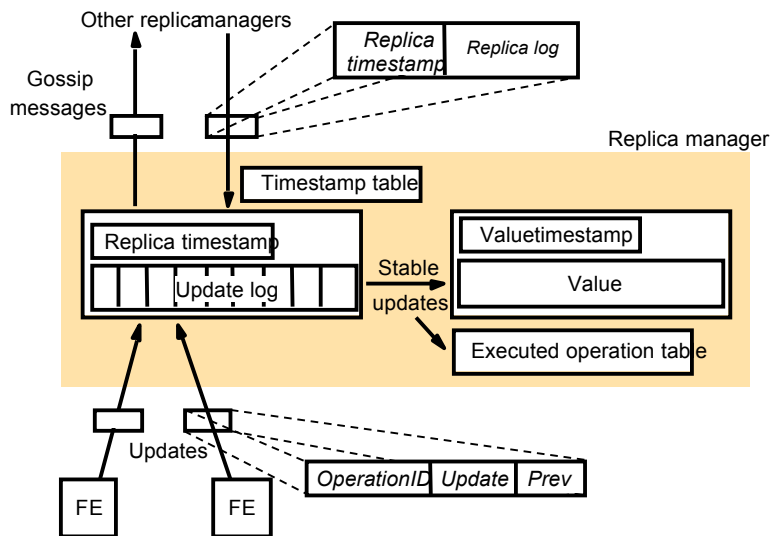 Other replica managers
Replica
timestamp
Replica log
Gossip
messages
Replica manager
Timestamp table
Replica timestamp
Update log
Stable
updates
Valuetimestamp
Value
Executed operation table
Updates
OperationID
Update
Prev
FE
FE